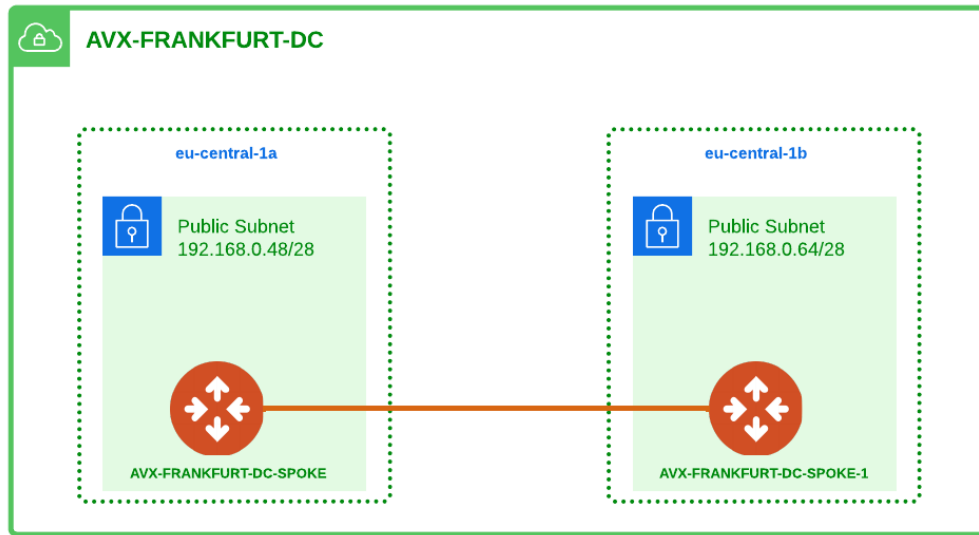 AVX-FRANKFURT-DC
eu-central-1a
Public Subnet
192.168.0.48/28
AVX-FRANKFURT-DC-SPOKE
eu-central-1b
Public Subnet
192.168.0.64/28
AVX-FRANKFURT-DC-SPOKE-1